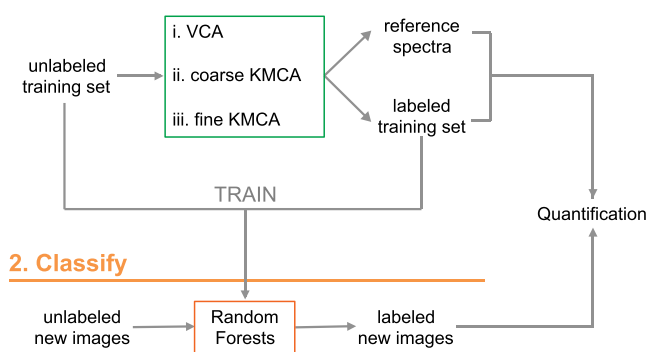 i. VCA
ii. coarse KMCA
iii. fine KMCA
unlabeled
training set
reference
spectra
labeled
training set
TRAIN
Quantification
2. Classify
unlabeled
new images
Random
Forests
labeled
new images